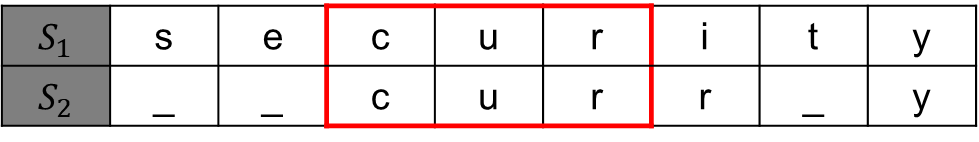 S₁ s e c u r i t y
S₂ _ _ c u r r _ y